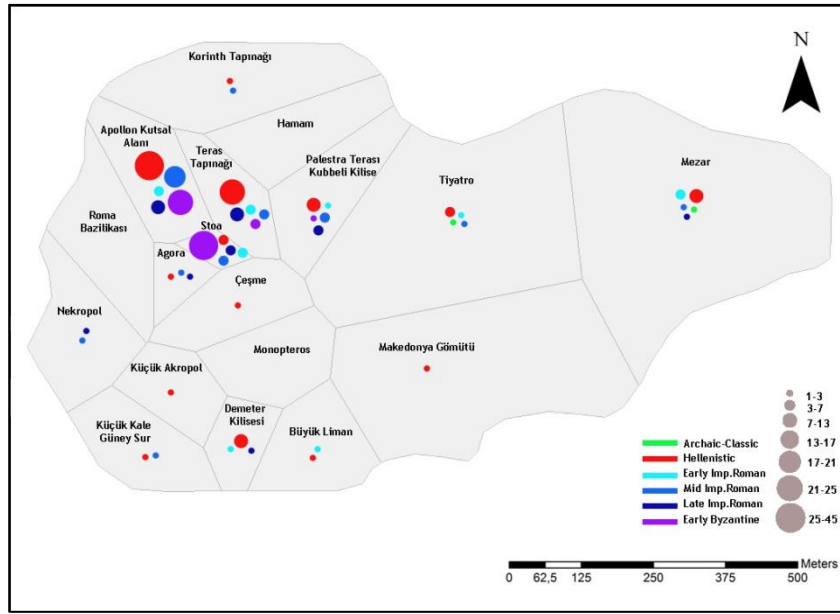 Korinth Tapınağı
N
Hamam
Apollon Kutsal
Alanı
Teras
Tapınağı
Palestra Terası
Kubbeli Kilise
Tiyatro
Mezar
Roma
Bazilikası
Stoa
Agora
Çeşme
Nekropol
Monopteros
Makedonya Gömütü
Küçük Akropol
Küçük Kale
Güney Sur
Demeter
Kilisesi
Büyük Liman
Archaic-Classic
Hellenistic
Early Imp.Roman
Mid Imp.Roman
Late Imp.Roman
Early Byzantine
1-3
3-7
7-13
13-17
17-21
21-25
25-45
Meters
0 62,5 125 250 375 500